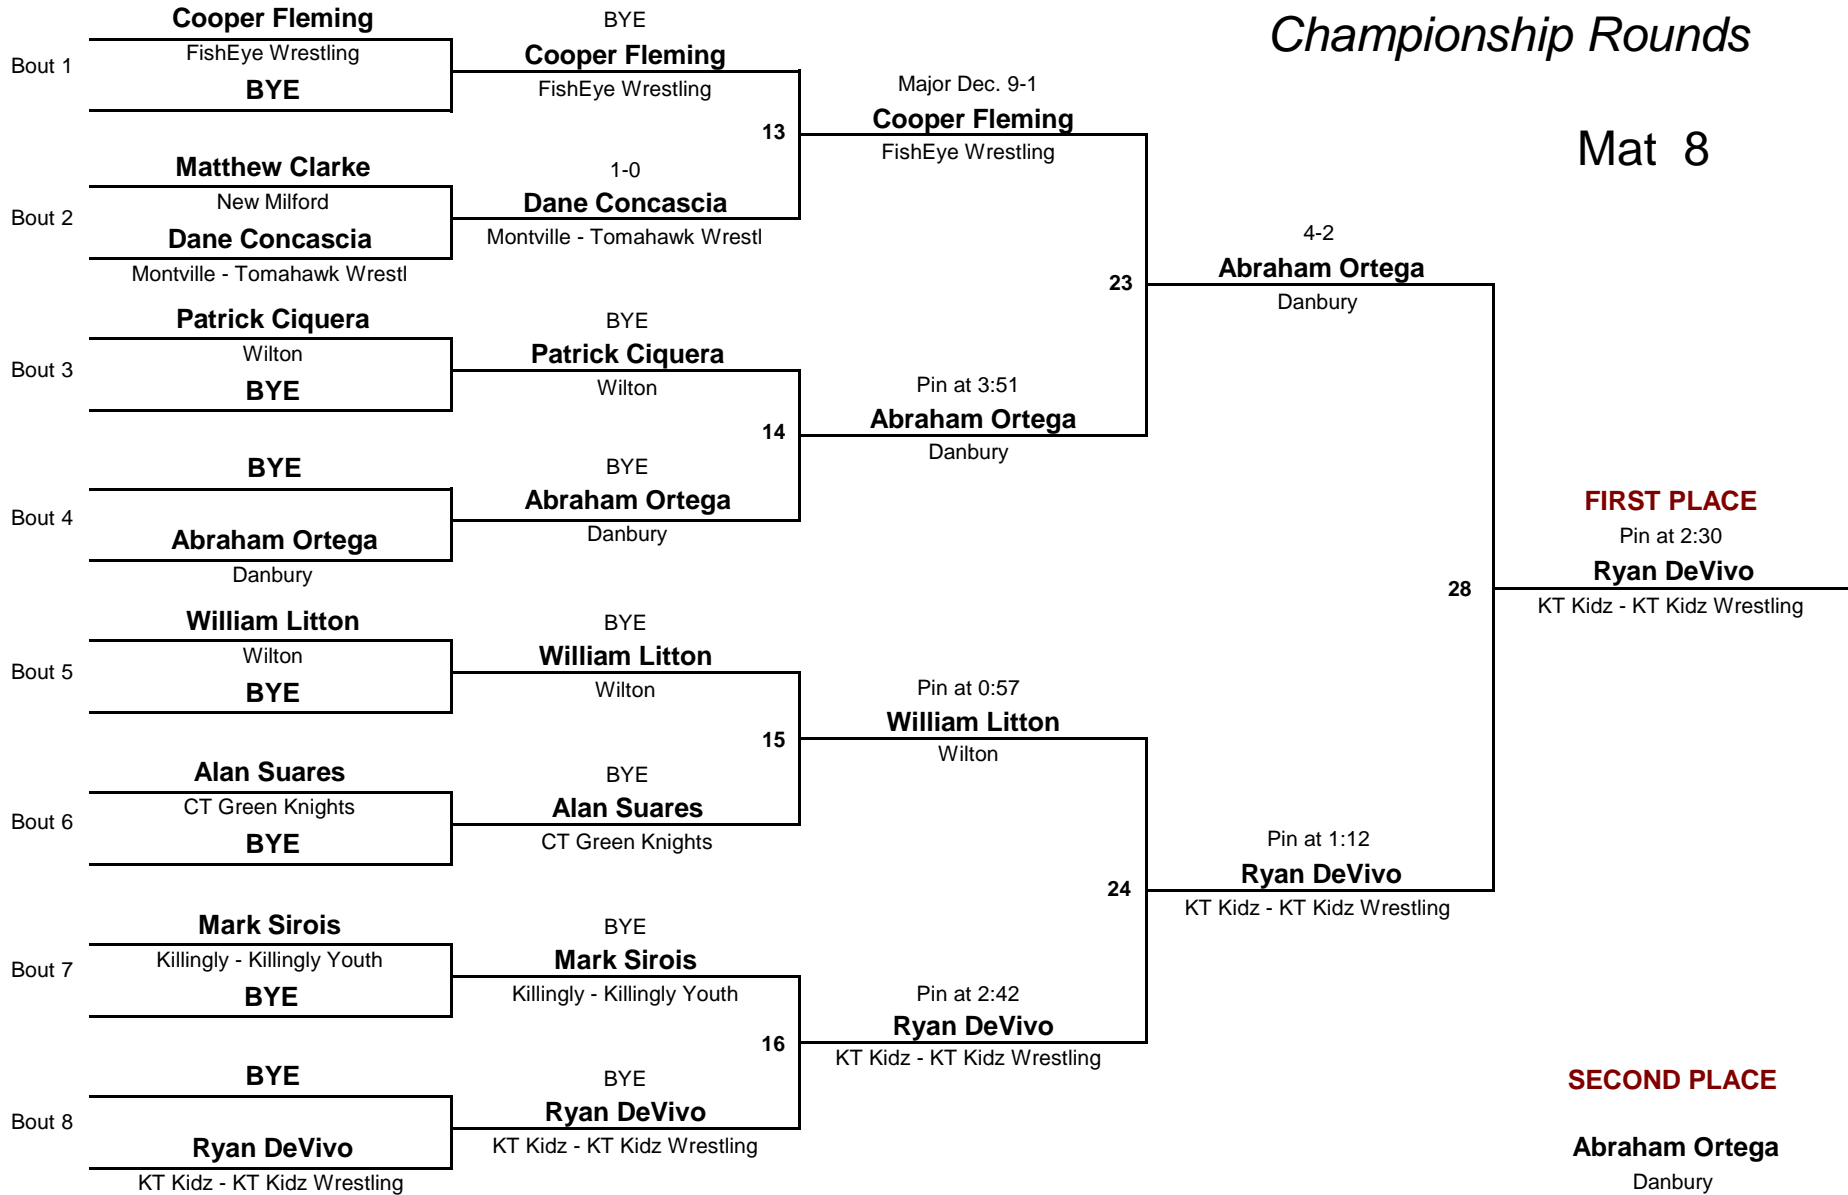 Championship Rounds
Mat 8
Bout 1
Cooper Fleming
FishEye Wrestling
BYE
Bout 2
Matthew Clarke
New Milford
Dane Concascia
Montville - Tomahawk Wrestl
Bout 3
Patrick Ciquera
Wilton
BYE
Bout 4
BYE
Abraham Ortega
Danbury
Bout 5
William Litton
Wilton
BYE
Bout 6
Alan Suares
CT Green Knights
BYE
Bout 7
Mark Sirois
Killingly - Killingly Youth
BYE
Bout 8
BYE
Ryan DeVivo
KT Kidz - KT Kidz Wrestling
BYE
Cooper Fleming
FishEye Wrestling
13
1-0
Dane Concascia
Montville - Tomahawk Wrestl
BYE
Patrick Ciquera
Wilton
14
BYE
Abraham Ortega
Danbury
BYE
William Litton
Wilton
15
BYE
Alan Suares
CT Green Knights
BYE
Mark Sirois
Killingly - Killingly Youth
16
BYE
Ryan DeVivo
KT Kidz - KT Kidz Wrestling
Major Dec. 9-1
Cooper Fleming
FishEye Wrestling
23
Pin at 3:51
Abraham Ortega
Danbury
Pin at 0:57
William Litton
Wilton
24
Pin at 2:42
Ryan DeVivo
KT Kidz - KT Kidz Wrestling
4-2
Abraham Ortega
Danbury
28
Pin at 1:12
Ryan DeVivo
KT Kidz - KT Kidz Wrestling
FIRST PLACE
Pin at 2:30
Ryan DeVivo
KT Kidz - KT Kidz Wrestling
SECOND PLACE
Abraham Ortega
Danbury